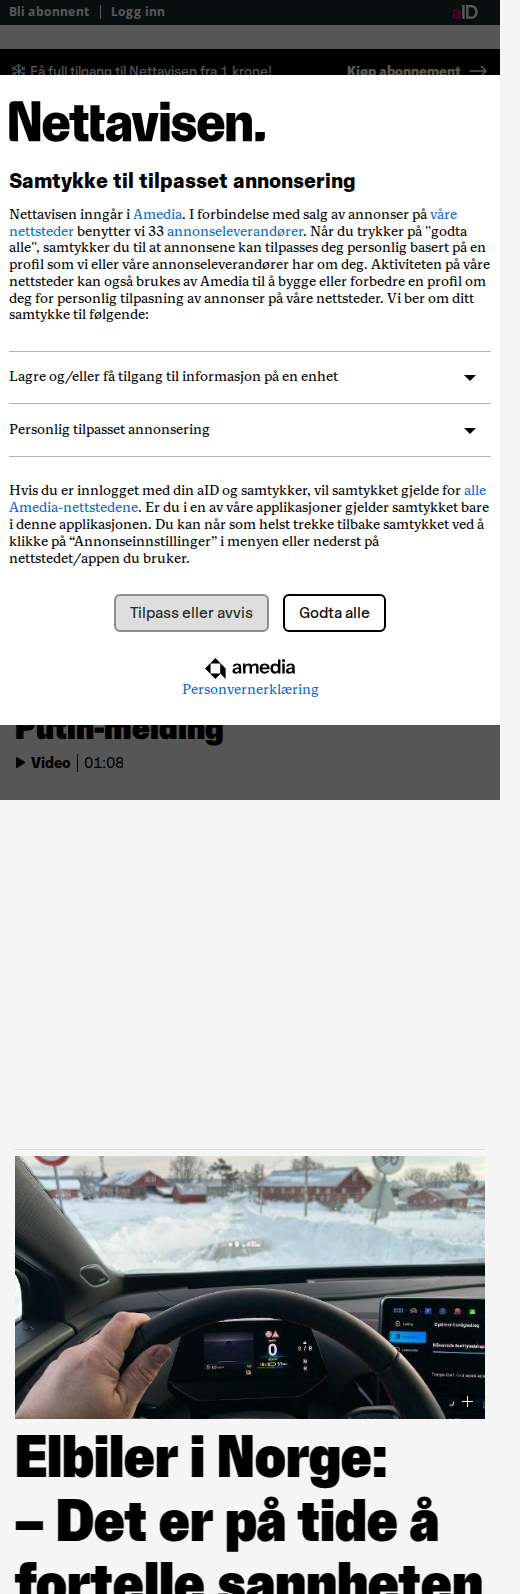 Bli abonnent | Logg inn aID
Få full tilgang til Nettavisen fra 1 krone! Kjøp abonnement
Nettavisen.
Samtykke til tilpasset annonsering
Nettavisen inngår i Amedia. I forbindelse med salg av annonser på våre
nettsteder benytter vi 33 annonseleverandører. Når du trykker på "godta
alle", samtykker du til at annonsene kan tilpasses deg personlig basert på en
profil som vi eller våre annonseleverandører har om deg. Aktiviteten på våre
nettsteder kan også brukes av Amedia til å bygge eller forbedre en profil om
deg for personlig tilpasning av annonser på våre nettsteder. Vi ber om ditt
samtykke til følgende:
Lagre og/eller få tilgang til informasjon på en enhet
Personlig tilpasset annonsering
Hvis du er innlogget med din aID og samtykker, vil samtykket gjelde for alle
Amedia-nettstedene. Er du i en av våre applikasjoner gjelder samtykket bare
i denne applikasjonen. Du kan når som helst trekke tilbake samtykket ved å
klikke på “Annonseinnstillinger” i menyen eller nederst på
nettstedet/appen du bruker.
Tilpass eller avvis Godta alle
amedia
Personvernerklæring
Putin-melding
Video | 01:08
0
Elbiler i Norge:
– Det er på tide å
fortelle sannheten